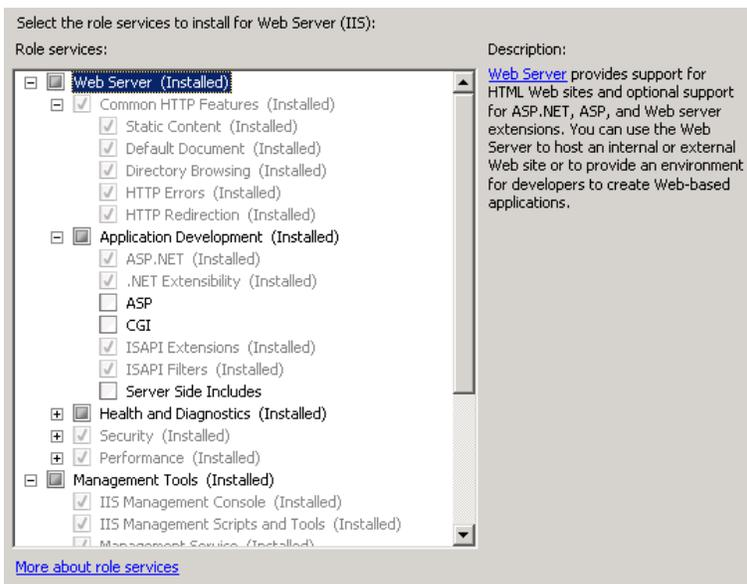 Select the role services to install for Web Server (IIS):
Role services:
Web Server (Installed)
Common HTTP Features (Installed)
Static Content (Installed)
Default Document (Installed)
Directory Browsing (Installed)
HTTP Errors (Installed)
HTTP Redirection (Installed)
Application Development (Installed)
ASP.NET (Installed)
.NET Extensibility (Installed)
ASP
CGI
ISAPI Extensions (Installed)
ISAPI Filters (Installed)
Server Side Includes
Health and Diagnostics (Installed)
Security (Installed)
Performance (Installed)
Management Tools (Installed)
IIS Management Console (Installed)
IIS Management Scripts and Tools (Installed)
Management Service (Installed)
More about role services
Description:
Web Server provides support for
HTML Web sites and optional support
for ASP.NET, ASP, and Web server
extensions. You can use the Web
Server to host an internal or external
Web site or to provide an environment
for developers to create Web-based
applications.